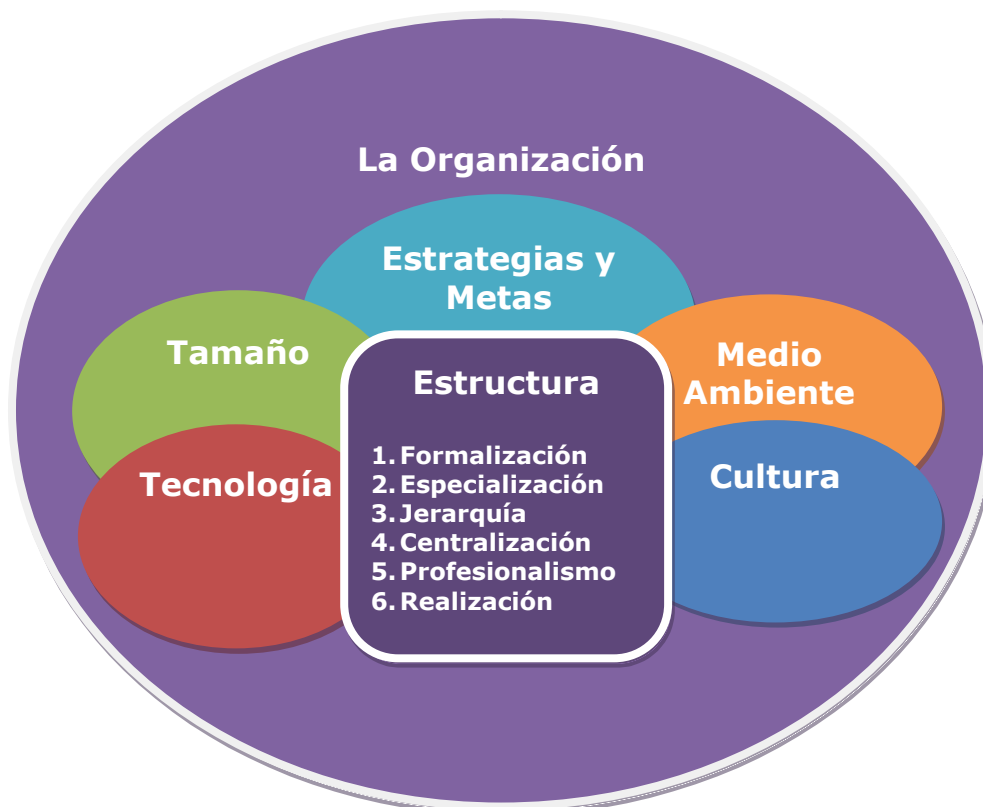 La Organización
Estrategias y
Metas
Tamaño
Medio
Ambiente
Estructura
Tecnología
Cultura
1. Formalización
2. Especialización
3. Jerarquía
4. Centralización
5. Profesionalismo
6. Realización